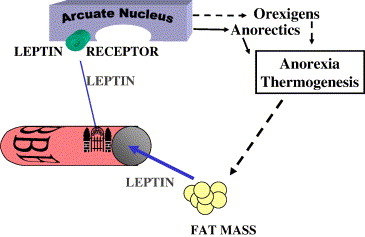 Arcuate Nucleus
Orexigens
Anorectics
LEPTIN RECEPTOR
LEPTIN
Anorexia
Thermogenesis
BBB
LEPTIN
FAT MASS